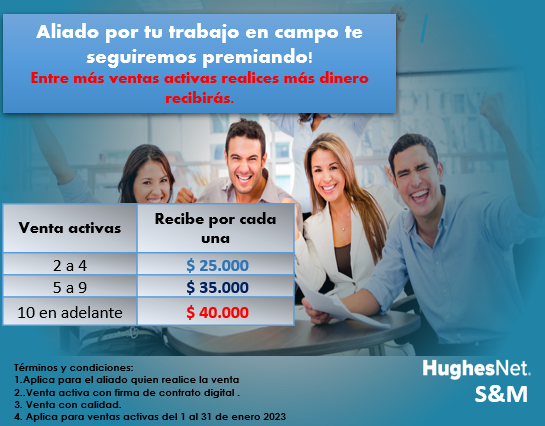 Aliado por tu trabajo en campo te
seguiremos premiando!
Entre más ventas activas realices más dinero
recibirás.
Venta activas
Recibe por cada
una
2 a 4
$ 25.000
5 a 9
$ 35.000
10 en adelante
$ 40.000
Términos y condiciones:
1.Aplica para el aliado quien realice la venta
2..Venta activa con firma de contrato digital .
3. Venta con calidad.
4. Aplica para ventas activas del 1 al 31 de enero 2023
HughesNet.
S&M